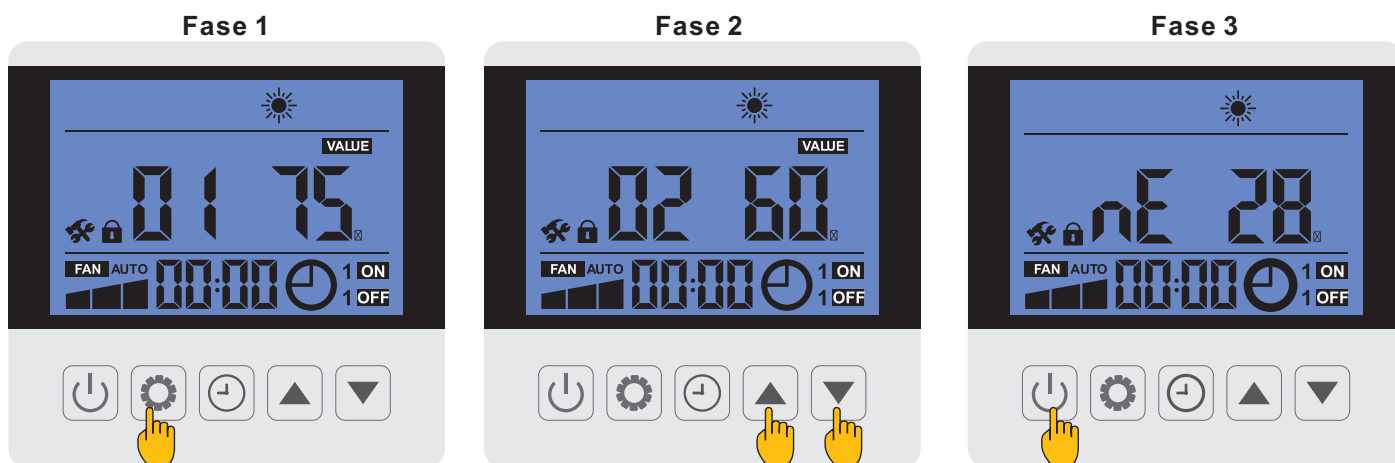 Fase 1
VALUE
01 75
FAN AUTO 00:00 1 ON
1 OFF
Fase 2
VALUE
02 60
FAN AUTO 00:00 1 ON
1 OFF
Fase 3
nE 28
FAN AUTO 00:00 1 ON
1 OFF